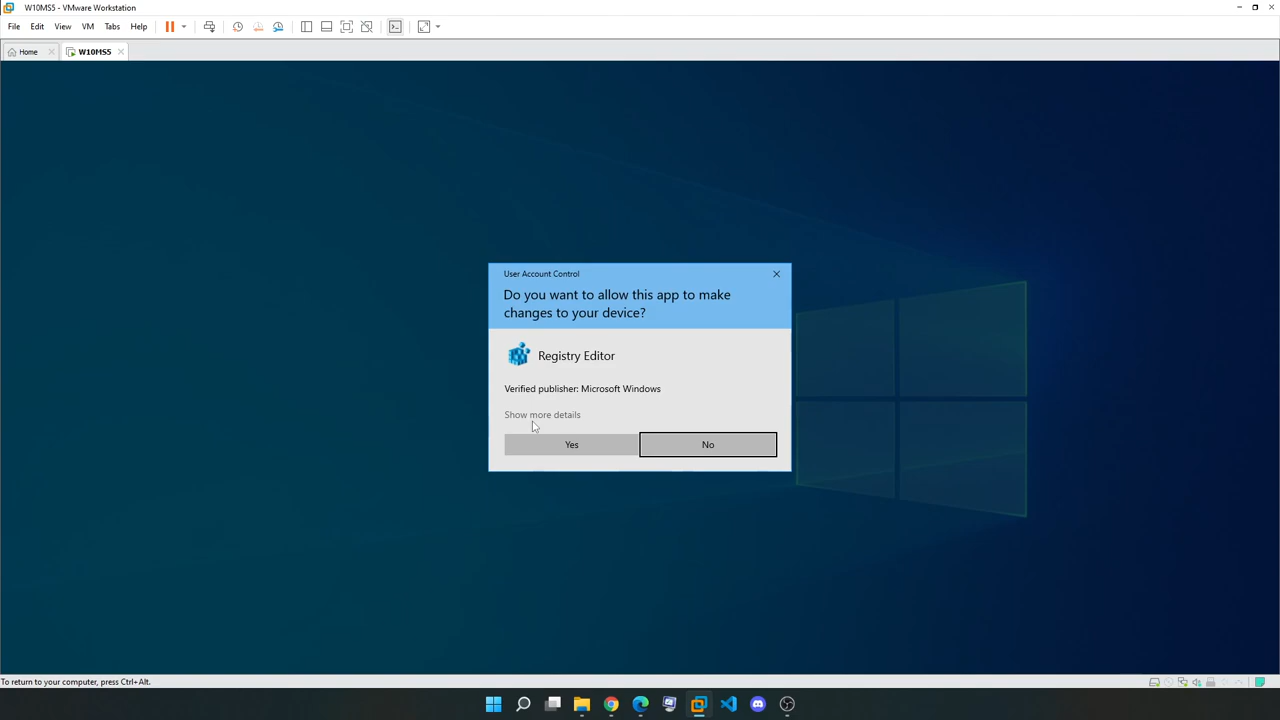 W10MS5 - VMware Workstation
File Edit View VM Tabs Help
Home W10MS5
User Account Control
Do you want to allow this app to make
changes to your device?
Registry Editor
Verified publisher: Microsoft Windows
Show more details
Yes No
To return to your computer, press Ctrl+Alt.